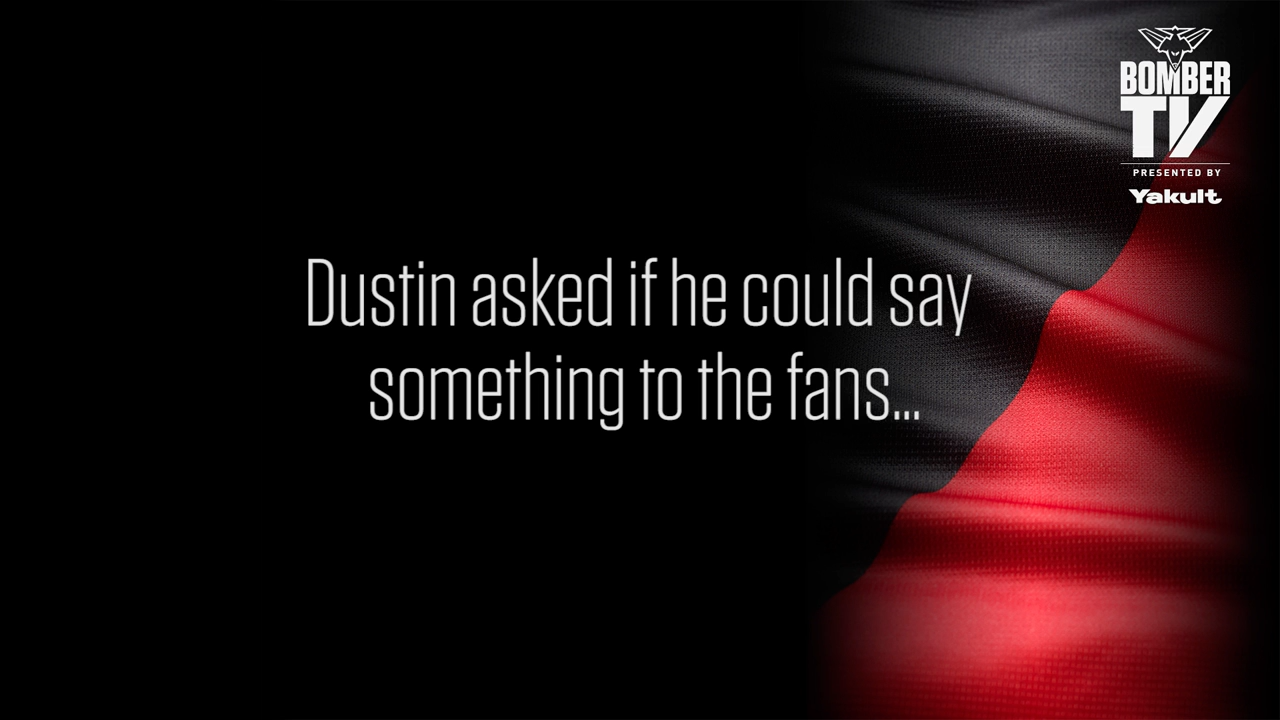 BOMBER
TV
PRESENTED BY
Yakult
Dustin asked if he could say
something to the fans...